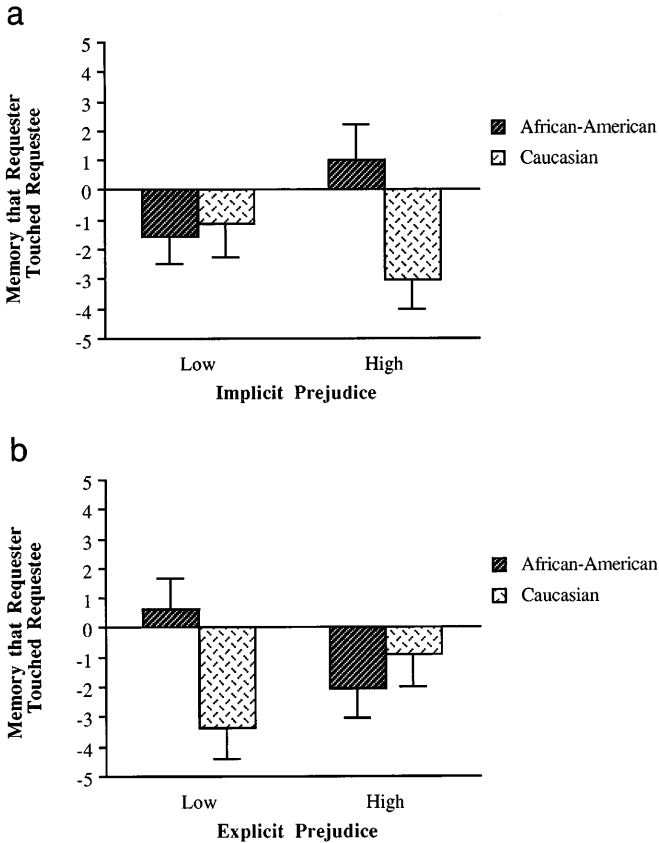 a
5
4
3
2
1
0
-1
-2
-3
-4
-5
Memory that Requester
Touched Requestee
Low
High
Implicit Prejudice
African-American
Caucasian
b
5
4
3
2
1
0
-1
-2
-3
-4
-5
Memory that Requester
Touched Requestee
Low
High
Explicit Prejudice
African-American
Caucasian